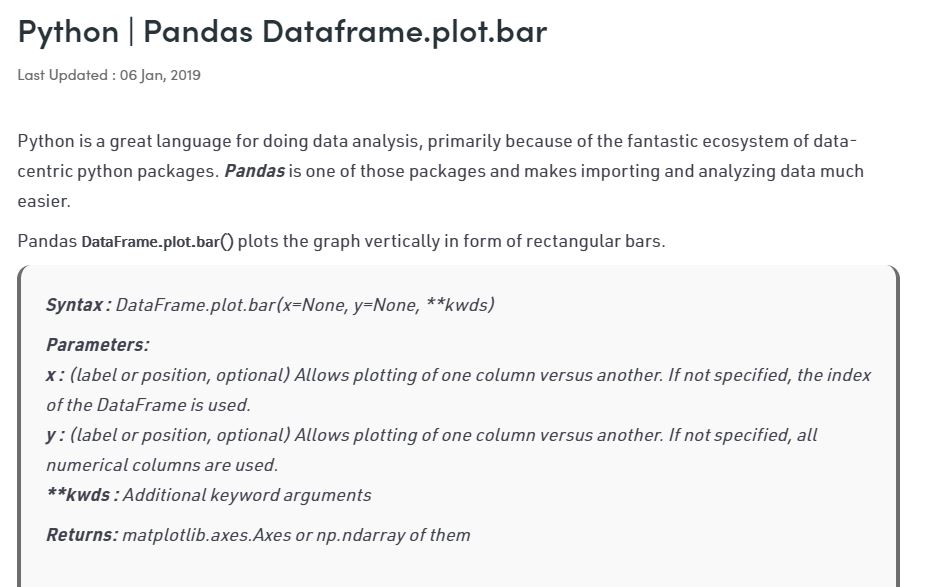 Python | Pandas Dataframe.plot.bar
Last Updated : 06 Jan, 2019
Python is a great language for doing data analysis, primarily because of the fantastic ecosystem of data-
centric python packages. Pandas is one of those packages and makes importing and analyzing data much
easier.
Pandas DataFrame.plot.bar() plots the graph vertically in form of rectangular bars.
Syntax : DataFrame.plot.bar(x=None, y=None, **kwds)
Parameters:
x : (label or position, optional) Allows plotting of one column versus another. If not specified, the index
of the DataFrame is used.
y : (label or position, optional) Allows plotting of one column versus another. If not specified, all
numerical columns are used.
**kwds : Additional keyword arguments
Returns: matplotlib.axes.Axes or np.ndarray of them